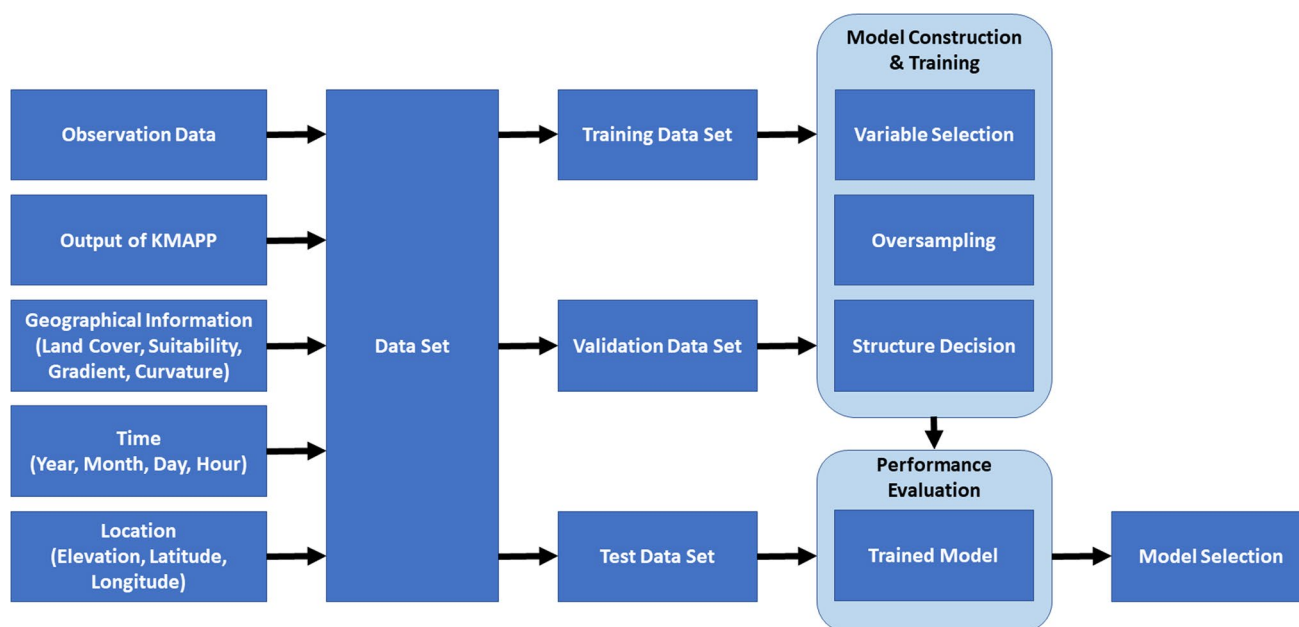 Observation Data
Output of KMAPP
Geographical Information
(Land Cover, Suitability,
Gradient, Curvature)
Time
(Year, Month, Day, Hour)
Location
(Elevation, Latitude,
Longitude)
Data Set
Training Data Set
Validation Data Set
Test Data Set
Model Construction
& Training
Variable Selection
Oversampling
Structure Decision
Performance
Evaluation
Trained Model
Model Selection